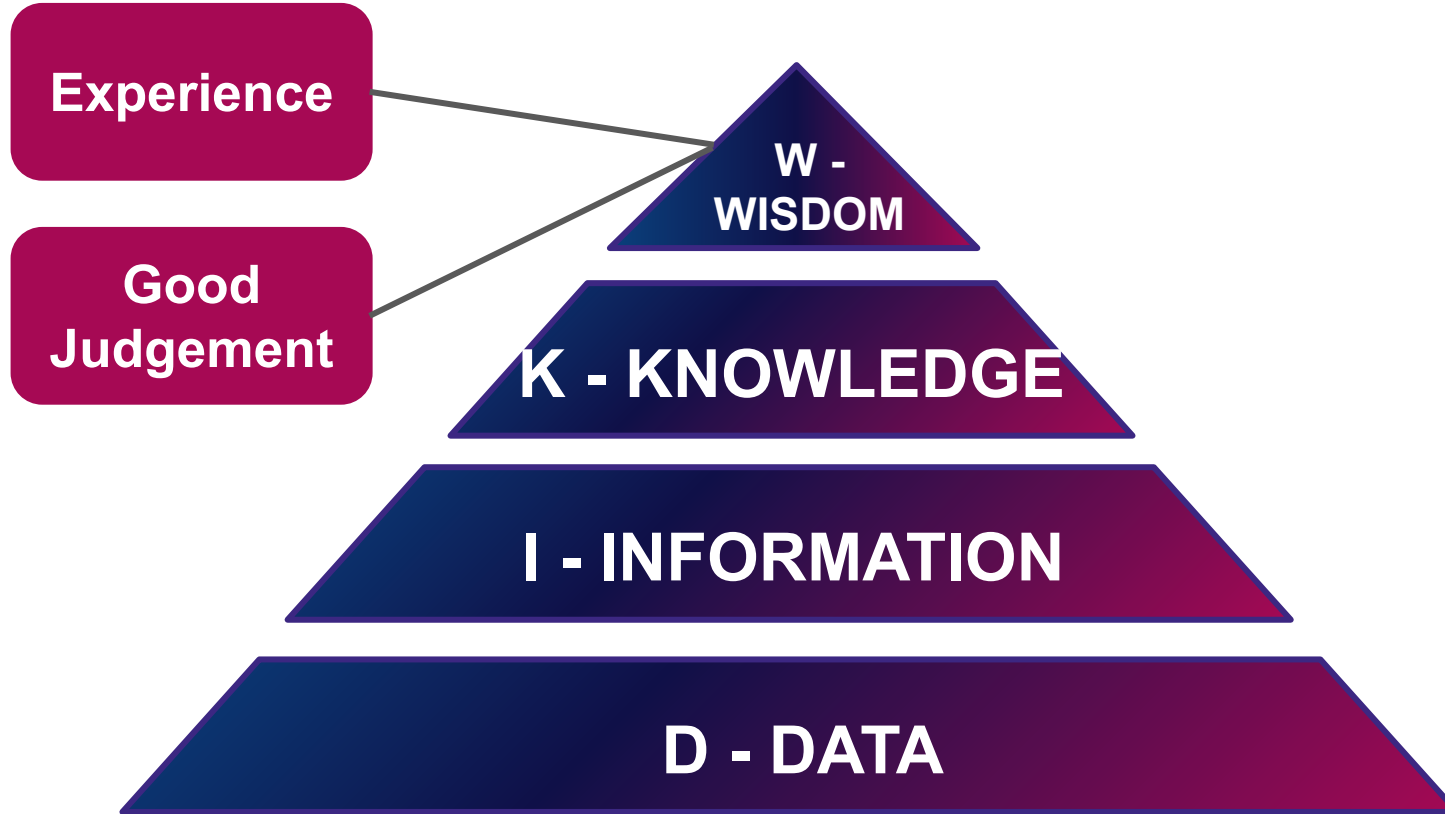 Experience
Good
Judgement
W -
WISDOM
K - KNOWLEDGE
I - INFORMATION
D - DATA